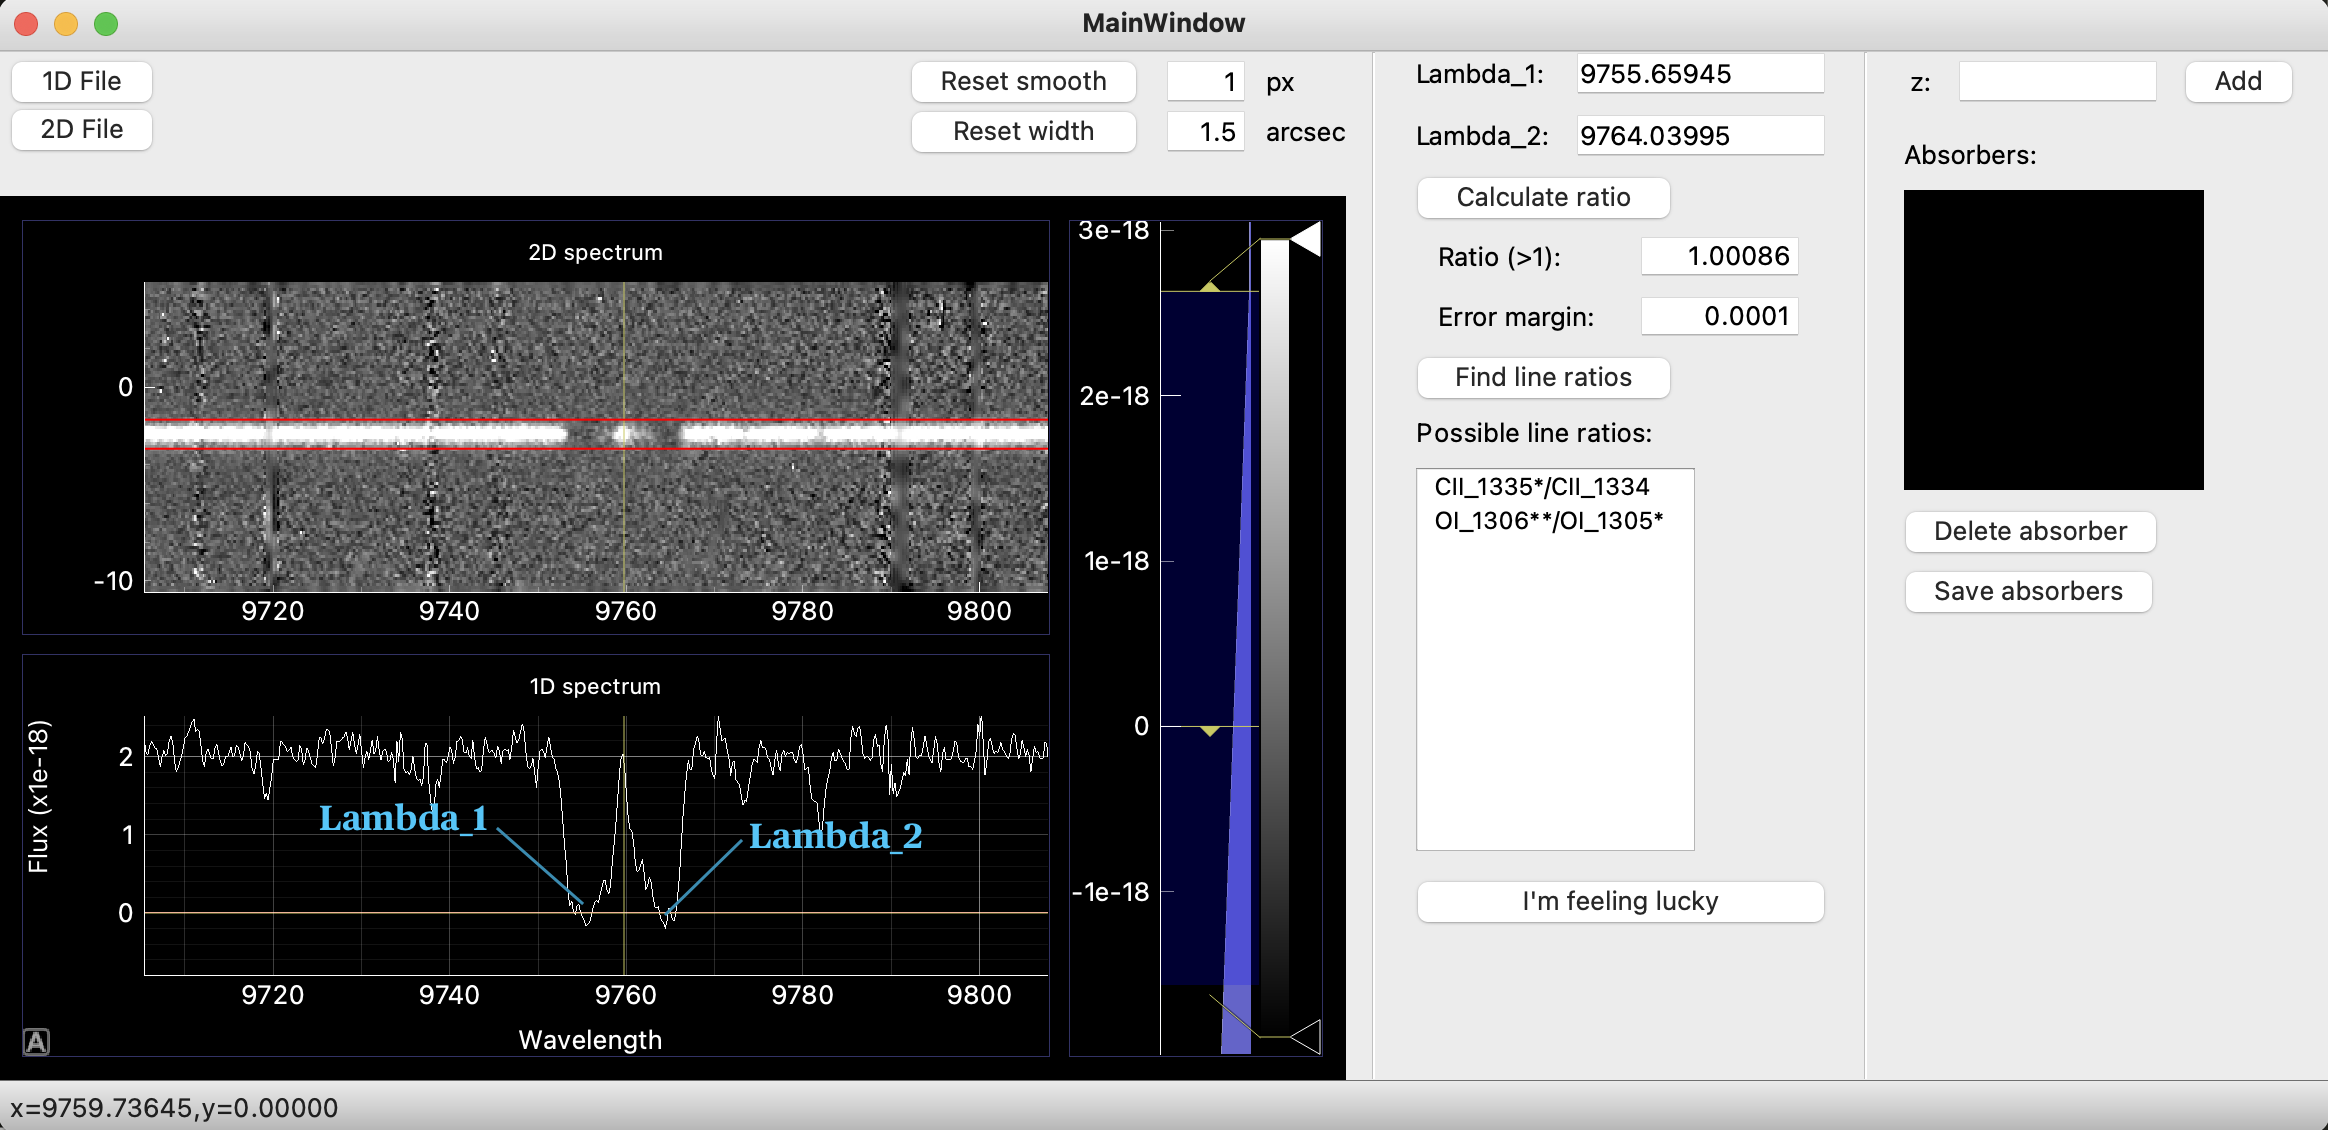 MainWindow
1D File
2D File
Reset smooth 1 px
Reset width 1.5 arcsec
2D spectrum
0
-10
9720 9740 9760 9780 9800
1D spectrum
Flux (x1e-18)
2
1
0
Lambda_1
Lambda_2
9720 9740 9760 9780 9800
Wavelength
A
3e-18
2e-18
1e-18
0
-1e-18
Lambda_1: 9755.65945
Lambda_2: 9764.03995
Calculate ratio
Ratio (>1): 1.00086
Error margin: 0.0001
Find line ratios
Possible line ratios:
CII_1335*/CII_1334
OI_1306**/OI_1305*
I'm feeling lucky
z: Add
Absorbers:
Delete absorber
Save absorbers
x=9759.73645,y=0.00000